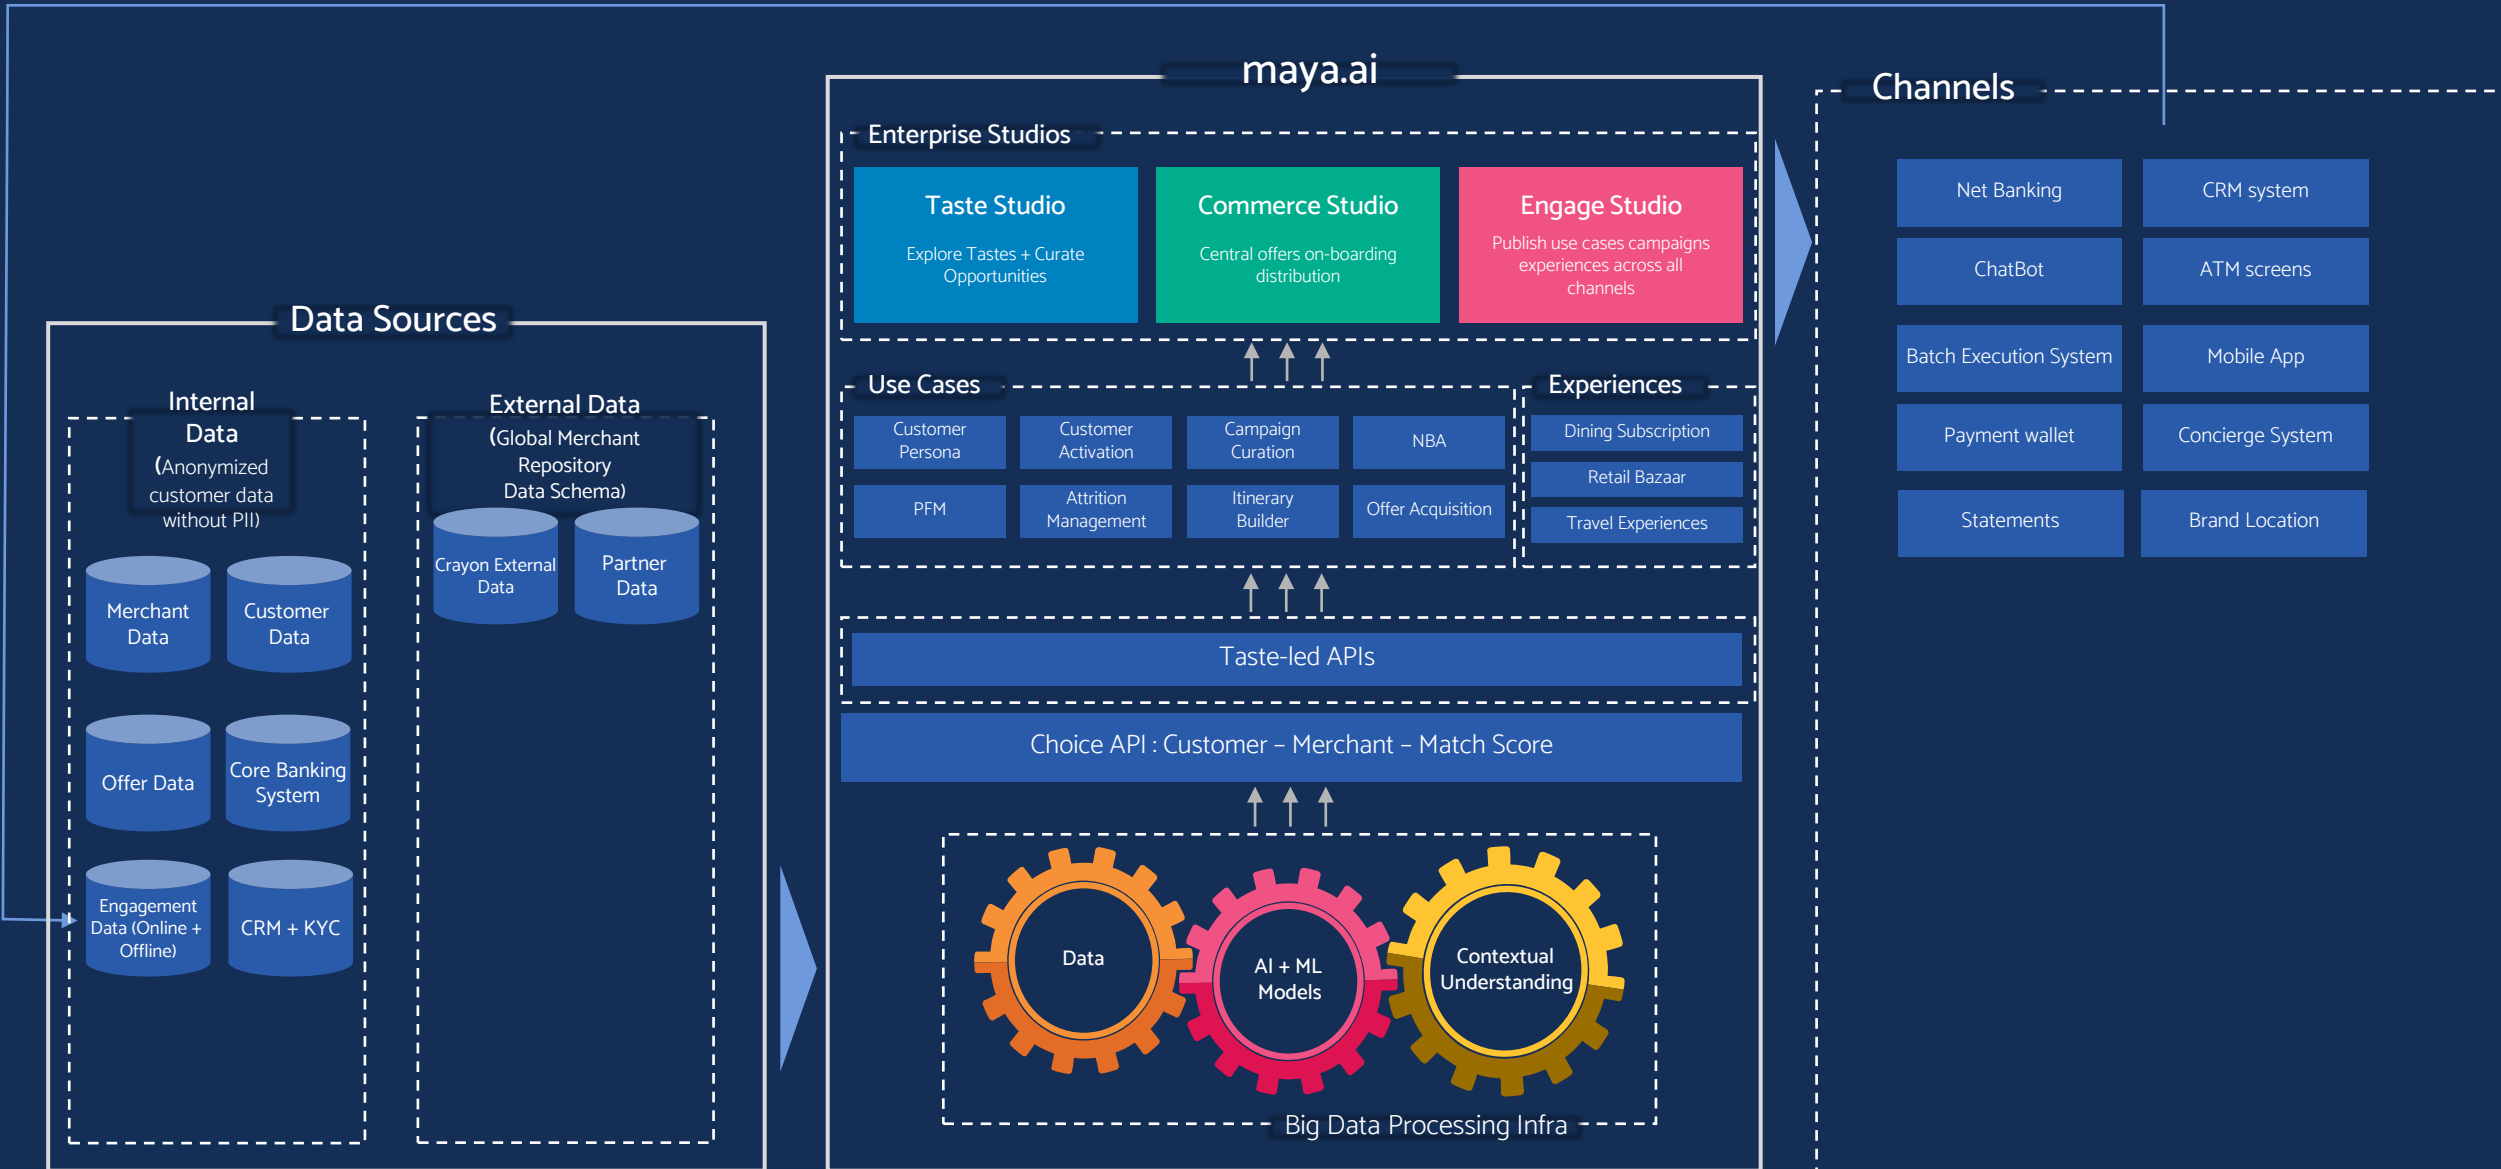 maya.ai
Channels
Enterprise Studios
Taste Studio
Explore Tastes + Curate
Opportunities
Commerce Studio
Central offers on-boarding
distribution
Engage Studio
Publish use cases campaigns
experiences across all
channels
Net Banking
CRM system
ChatBot
ATM screens
Batch Execution System
Mobile App
Payment wallet
Concierge System
Statements
Brand Location
Data Sources
Internal
Data
(Anonymized
customer data
without PII)
External Data
(Global Merchant
Repository
Data Schema)
Crayon External
Data
Partner
Data
Merchant
Data
Customer
Data
Offer Data
Core Banking
System
Engagement
Data (Online +
Offline)
CRM + KYC
Use Cases
Customer
Persona
Customer
Activation
Campaign
Curation
NBA
PFM
Attrition
Management
Itinerary
Builder
Offer Acquisition
Experiences
Dining Subscription
Retail Bazaar
Travel Experiences
Taste-led APIs
Choice API : Customer – Merchant – Match Score
Data
AI + ML
Models
Contextual
Understanding
Big Data Processing Infra